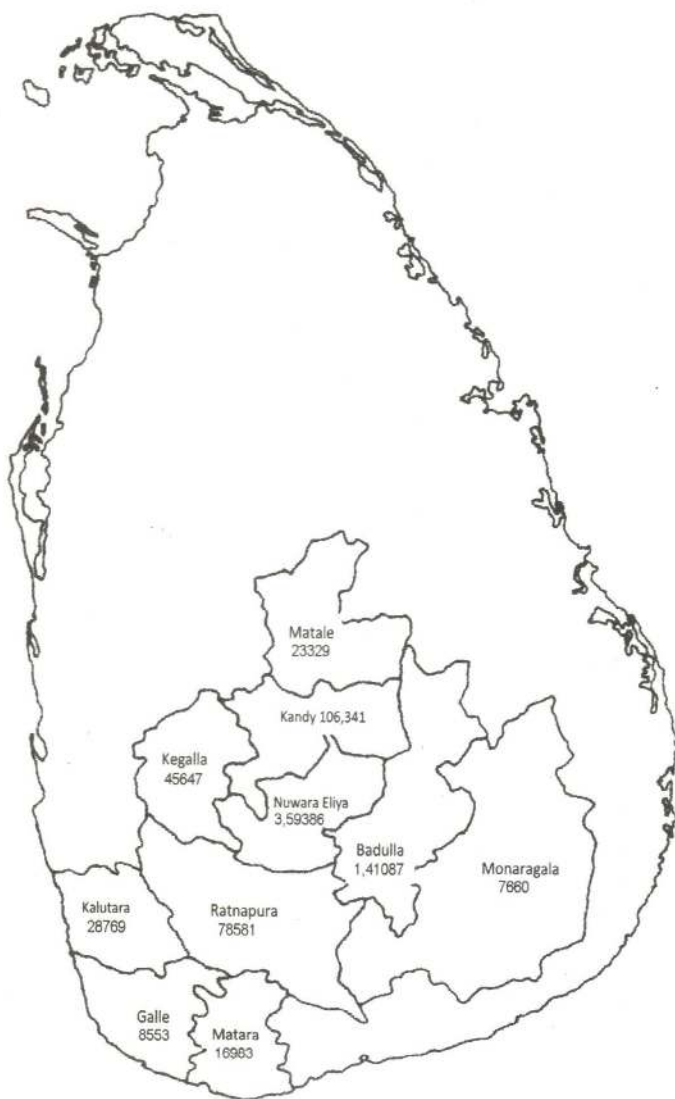 Matale
23329
Kandy 106,341
Kegalla
45647
Nuwara Eliya
3,59386
Badulla
1,41087
Monaragala
7660
Kalutara
28769
Ratnapura
78581
Galle
8553
Matara
16983